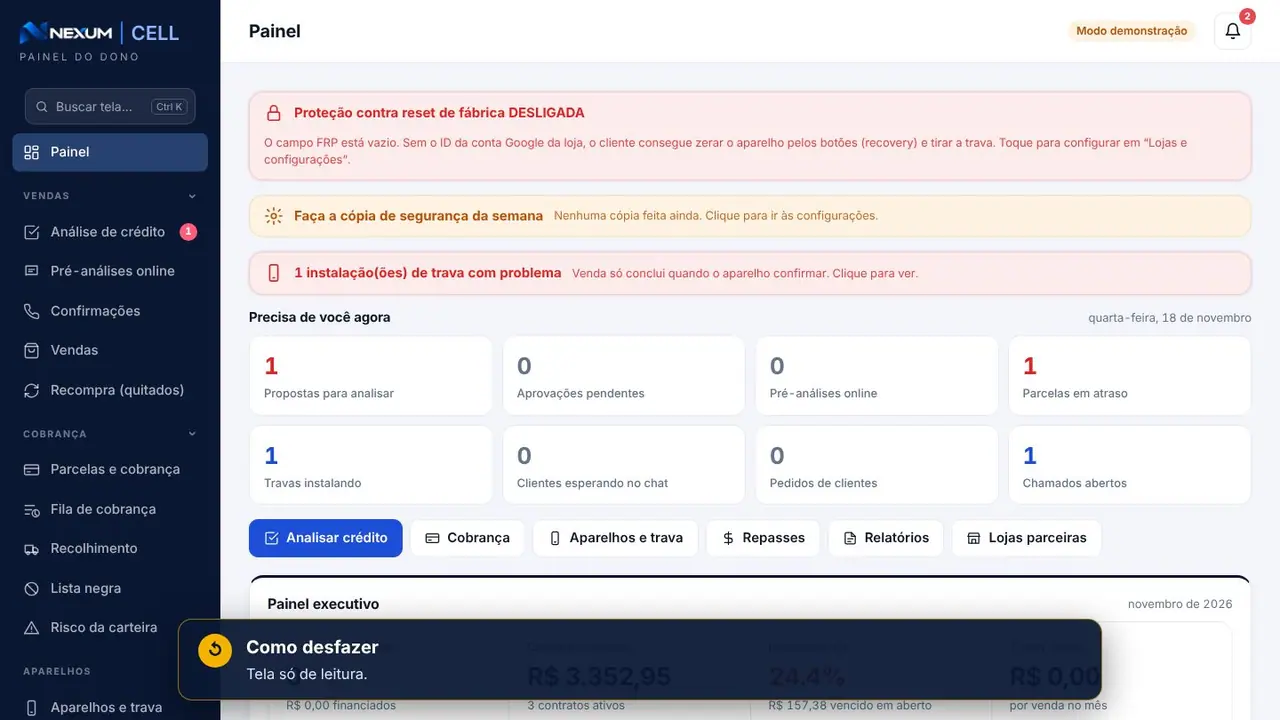 NEXUM | CELL
PAINEL DO DONO
Buscar tela... Ctrl K
Painel
VENDAS
Análise de crédito 1
Pré-análises online
Confirmações
Vendas
Recompra (quitados)
COBRANÇA
Parcelas e cobrança
Fila de cobrança
Recolhimento
Lista negra
Risco da carteira
APARELHOS
Aparelhos e trava
Painel
Modo demonstração
2
Proteção contra reset de fábrica DESLIGADA
O campo FRP está vazio. Sem o ID da conta Google da loja, o cliente consegue zerar o aparelho pelos botões (recovery) e tirar a trava. Toque para configurar em “Lojas e
configurações”.
Faça a cópia de segurança da semana Nenhuma cópia feita ainda. Clique para ir às configurações.
1 instalação(ões) de trava com problema Venda só conclui quando o aparelho confirmar. Clique para ver.
Precisa de você agora
quarta-feira, 18 de novembro
1
Propostas para analisar
0
Aprovações pendentes
0
Pré-análises online
1
Parcelas em atraso
1
Travas instalando
0
Clientes esperando no chat
0
Pedidos de clientes
1
Chamados abertos
Analisar crédito
Cobrança
Aparelhos e trava
Repasses
Relatórios
Lojas parceiras
Painel executivo
novembro de 2026
Como desfazer
Tela só de leitura.
R$ 3.352,95
24.4%
R$ 0,00
R$ 0,00 financiados
3 contratos ativos
R$ 157,38 vencido em aberto
por venda no mês